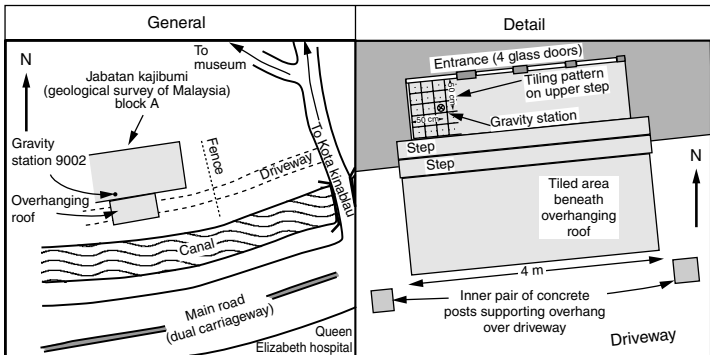 General
N
To
museum
Jabatan kajibumi
(geological survey of Malaysia)
block A
Gravity
station 9002
Overhanging
roof
Fence
Driveway
To Kota kinablau
Canal
Main road
(dual carriageway)
Queen
Elizabeth hospital
Detail
N
Entrance (4 glass doors)
50 cm
Tiling pattern
on upper step
50 cm
Gravity station
Step
Step
N
Tiled area
beneath
overhanging
roof
4 m
Inner pair of concrete
posts supporting overhang
over driveway
Driveway